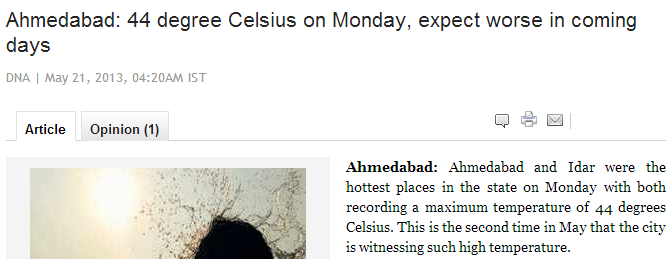 Ahmedabad: 44 degree Celsius on Monday, expect worse in coming
days
DNA | May 21, 2013, 04:20AM IST
Article Opinion (1)
Ahmedabad: Ahmedabad and Idar were the
hottest places in the state on Monday with both
recording a maximum temperature of 44 degrees
Celsius. This is the second time in May that the city
is witnessing such high temperature.